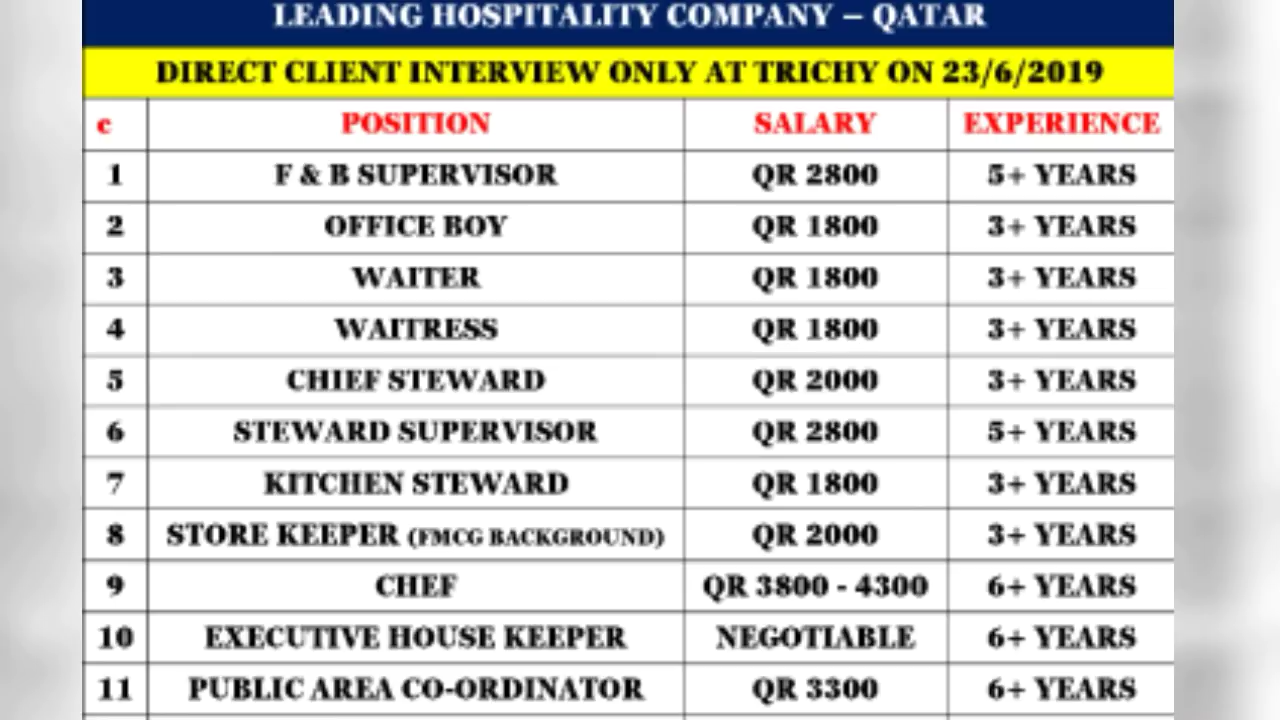 LEADING HOSPITALITY COMPANY – QATAR
DIRECT CLIENT INTERVIEW ONLY AT TRICHY ON 23/6/2019
c POSITION SALARY EXPERIENCE
1 F & B SUPERVISOR QR 2800 5+ YEARS
2 OFFICE BOY QR 1800 3+ YEARS
3 WAITER QR 1800 3+ YEARS
4 WAITRESS QR 1800 3+ YEARS
5 CHIEF STEWARD QR 2000 3+ YEARS
6 STEWARD SUPERVISOR QR 2800 5+ YEARS
7 KITCHEN STEWARD QR 1800 3+ YEARS
8 STORE KEEPER (FMCG BACKGROUND) QR 2000 3+ YEARS
9 CHEF QR 3800 - 4300 6+ YEARS
10 EXECUTIVE HOUSE KEEPER NEGOTIABLE 6+ YEARS
11 PUBLIC AREA CO-ORDINATOR QR 3300 6+ YEARS